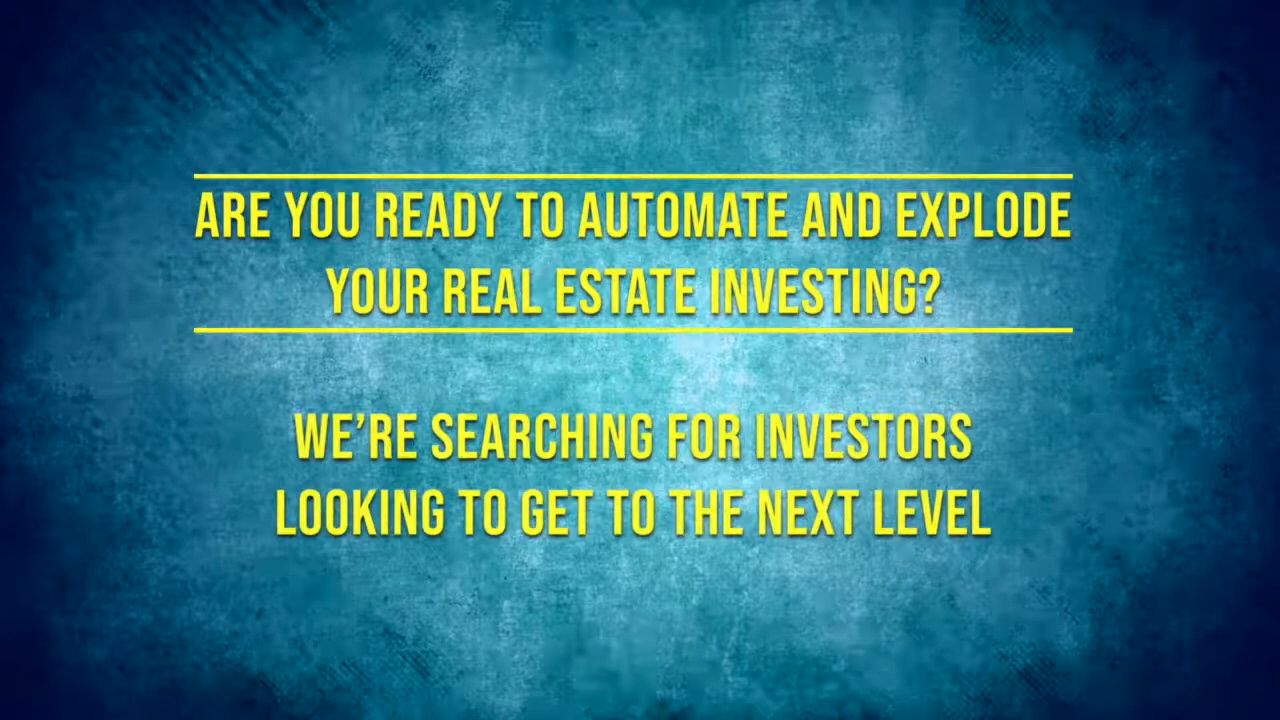 ARE YOU READY TO AUTOMATE AND EXPLODE
YOUR REAL ESTATE INVESTING?
WE’RE SEARCHING FOR INVESTORS
LOOKING TO GET TO THE NEXT LEVEL